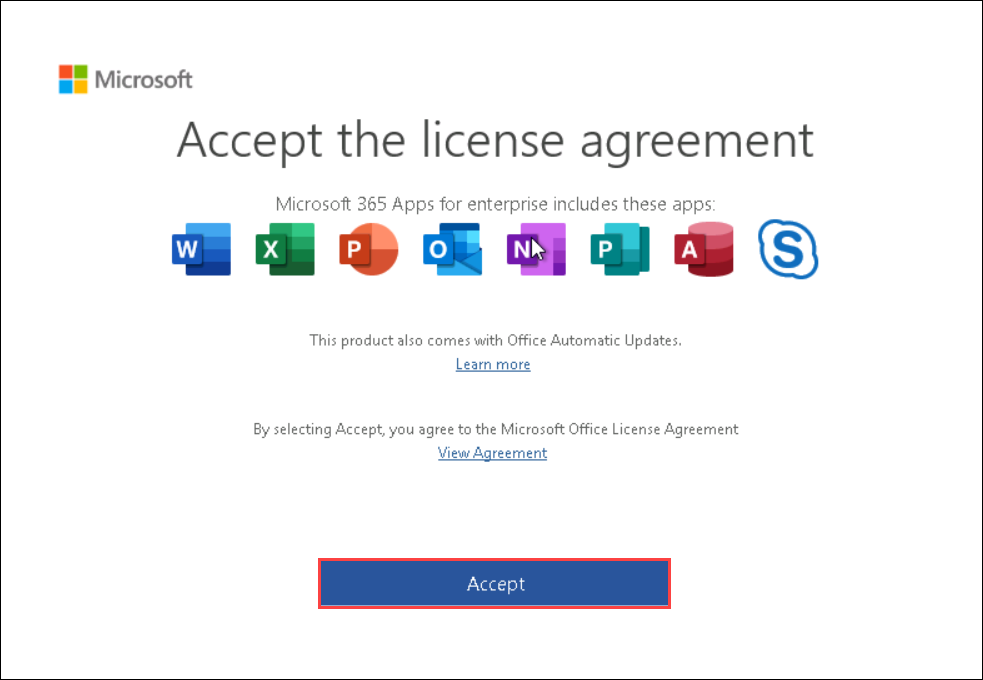 Microsoft
Accept the license agreement
Microsoft 365 Apps for enterprise includes these apps:
W X P O N P A S
This product also comes with Office Automatic Updates.
Learn more
By selecting Accept, you agree to the Microsoft Office License Agreement
View Agreement
Accept